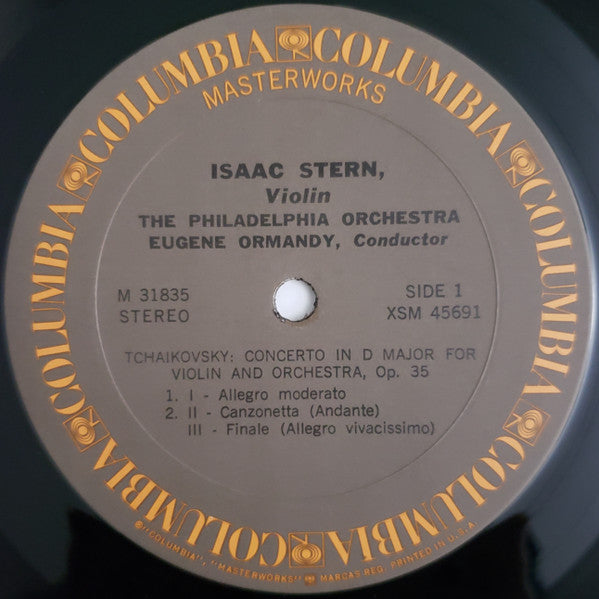 COLUMBIA COLUMBIA COLUMBIA COLUMBIA COLUMBIA COLUMBIA COLUMBIA COLUMBIA
MASTERWORKS
ISAAC STERN,
Violin
THE PHILADELPHIA ORCHESTRA
EUGENE ORMANDY, Conductor
M 31835
STEREO
SIDE 1
XSM 45691
TCHAIKOVSKY: CONCERTO IN D MAJOR FOR
VIOLIN AND ORCHESTRA, Op. 35
1. I - Allegro moderato
2. II - Canzonetta (Andante)
III - Finale (Allegro vivacissimo)
℗"COLUMBIA", "MASTERWORKS" MARCAS REG. PRINTED IN U.S.A.